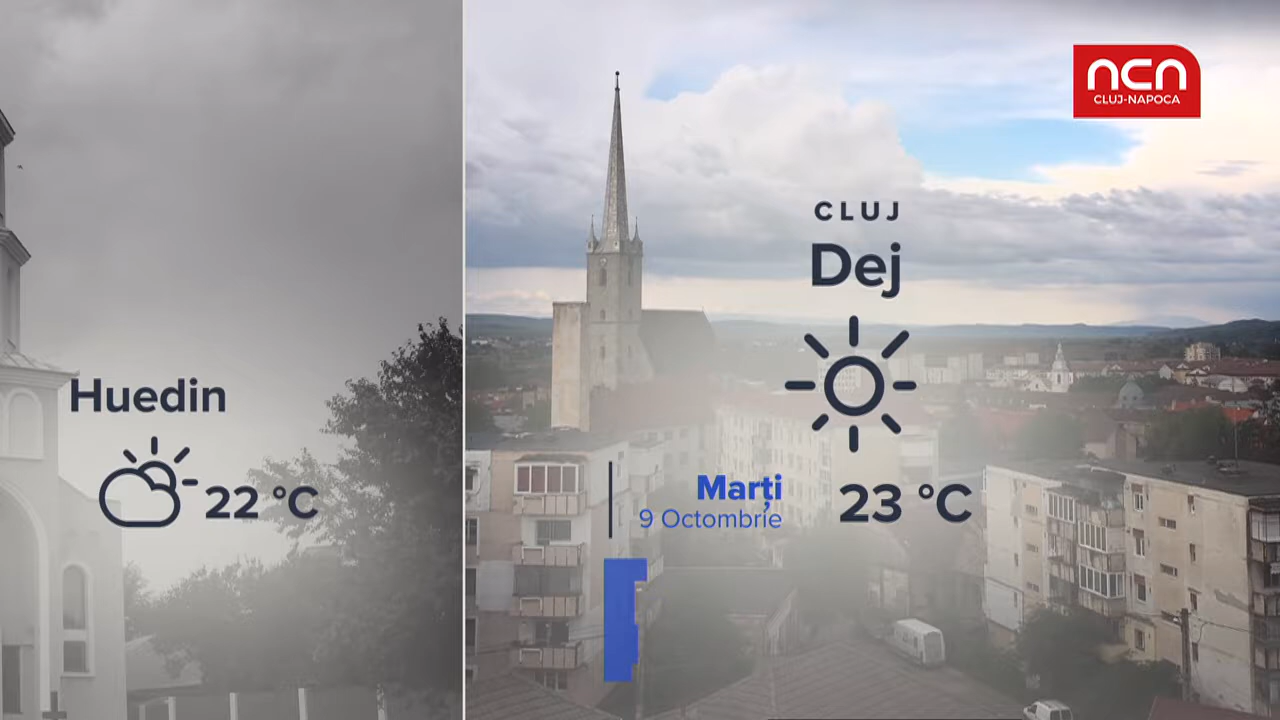 ncn
CLUJ-NAPOCA
Huedin
22 °C
CLUJ
Dej
Marți
9 Octombrie
23 °C